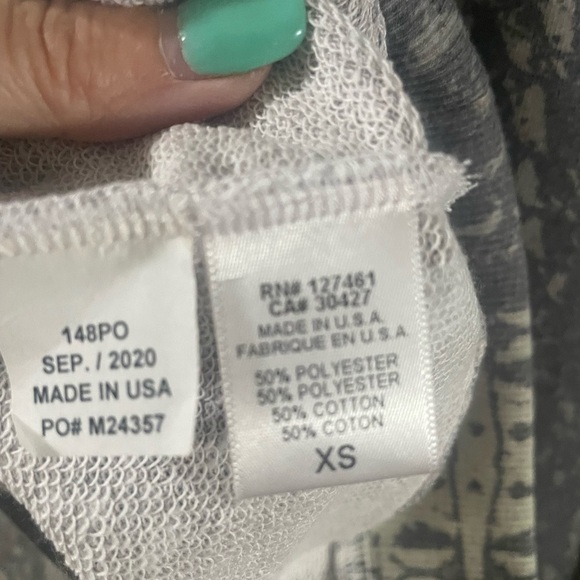 148PO
SEP. / 2020
MADE IN USA
PO# M24357
RN# 127461
CA# 30427
MADE IN U.S.A.
FABRIQUE EN U.S.A.
50% POLYESTER
50% POLYESTER
50% COTTON
50% COTON
XS